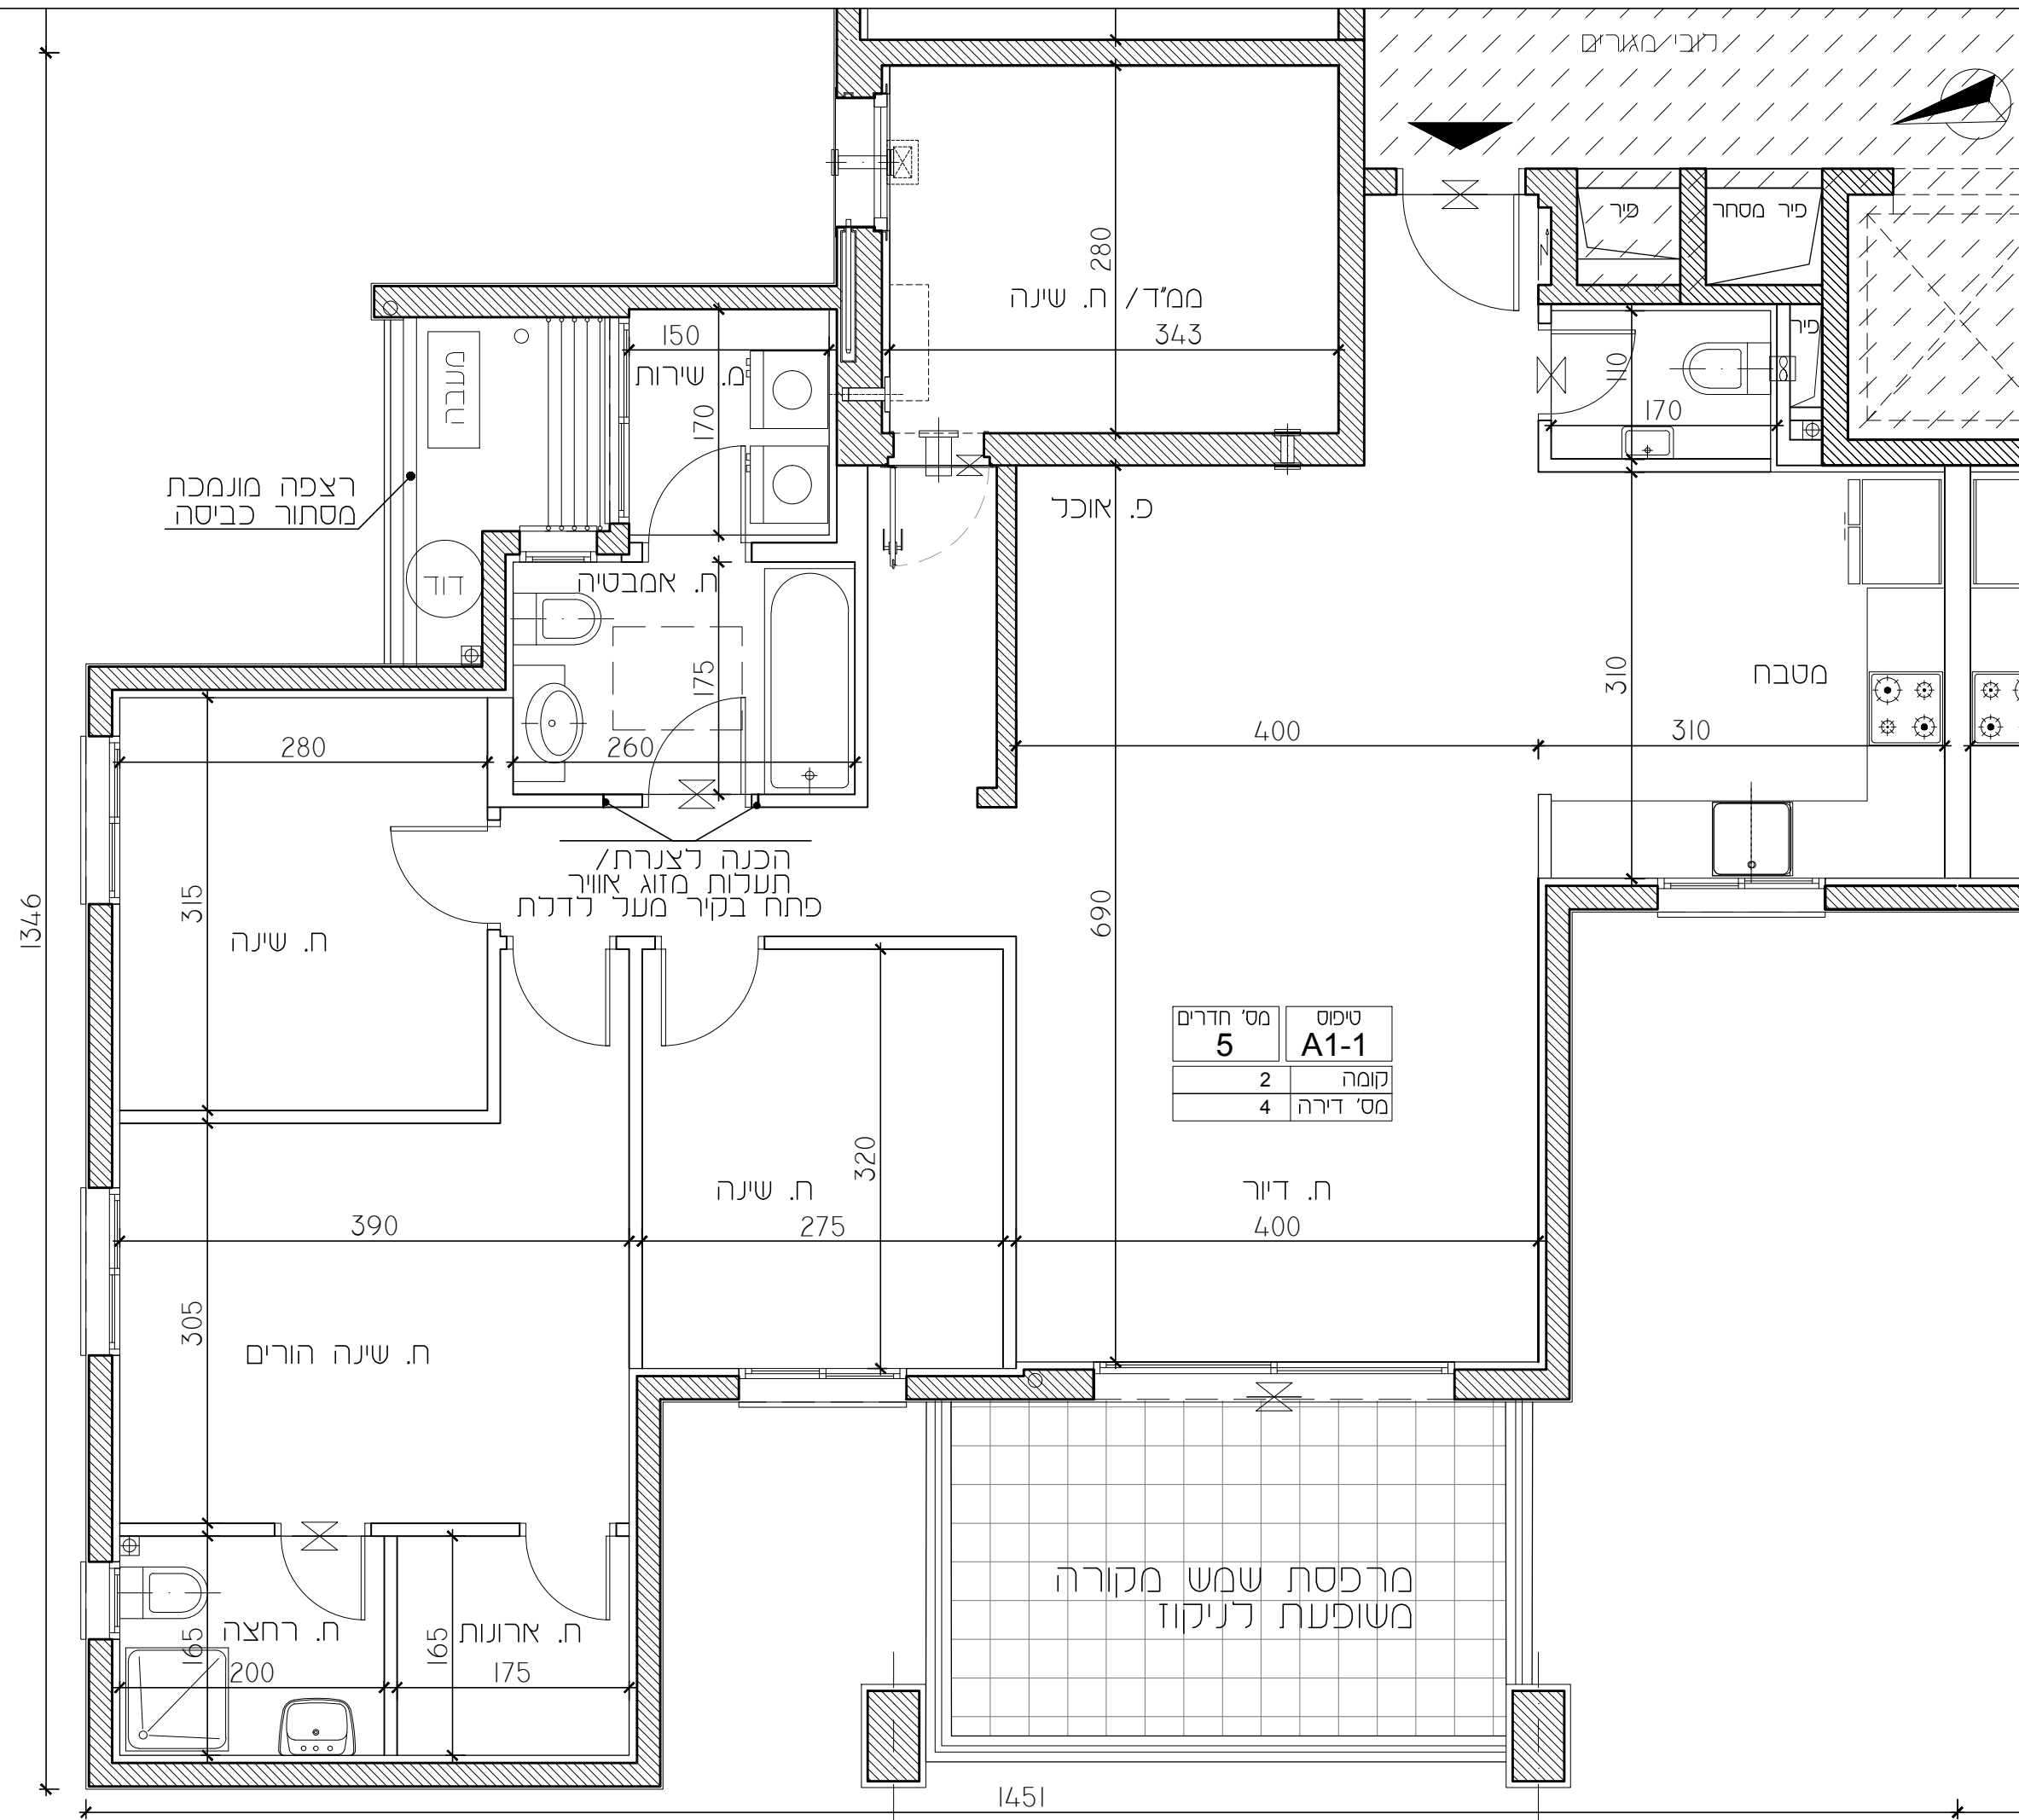 לובי מגורים
פיר
פיר מסחר
פיר
280
ממ"ד/ ח. שינה
343
150
מ. שירות
170
מעבה
רצפה מונמכת
מסתור כביסה
דוד
110
170
פ. אוכל
ח. אמבטיה
175
260
280
310
מטבח
400
310
הכנה לצנרת/
תעלות מזוג אוויר
פתח בקיר מעל לדלת
315
ח. שינה
1346
690
טיפוס
A1-1
מס' חדרים
5
קומה 2
מס' דירה 4
320
ח. שינה
275
ח. דיור
400
390
305
ח. שינה הורים
מרפסת שמש מקורה
משופעת לניקוז
ח. רחצה
165
200
ח. ארונות
165
175
1451